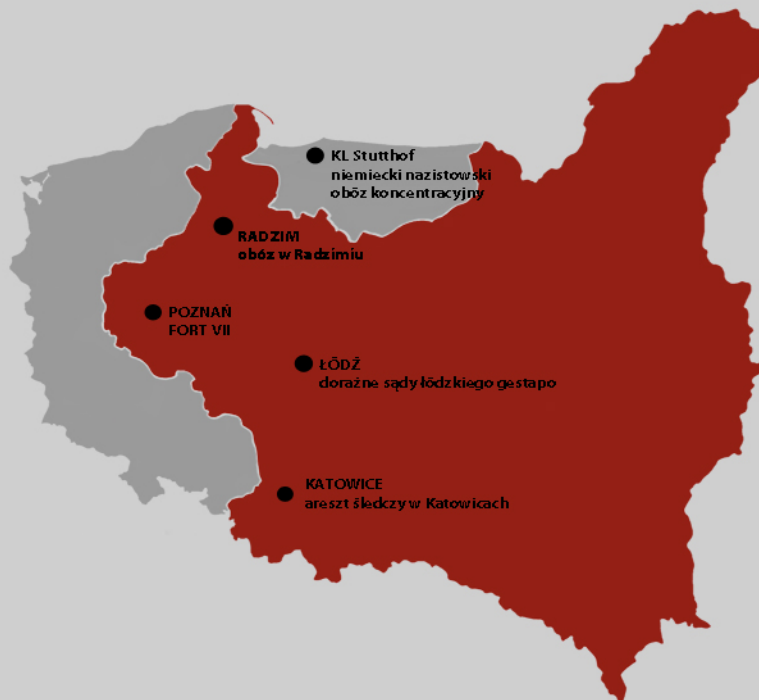 KL Stutthof
niemiecki nazistowski
obóz koncentracyjny
RADZIM
obóz w Radzimiu
POZNAŃ
FORT VII
ŁÓDŹ
doraźne sądy łódzkiego gestapo
KATOWICE
areszt śledczy w Katowicach